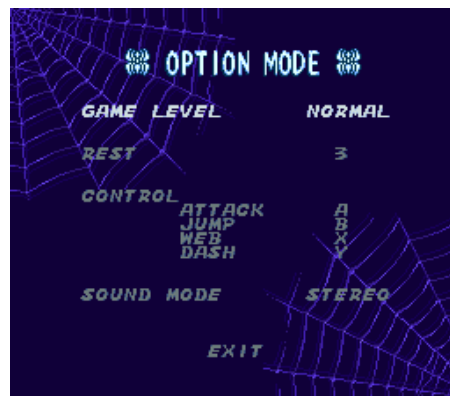 OPTION MODE
GAME LEVEL NORMAL
REST 3
CONTROL
ATTACK A
JUMP B
WEB X
DASH Y
SOUND MODE STEREO
EXIT